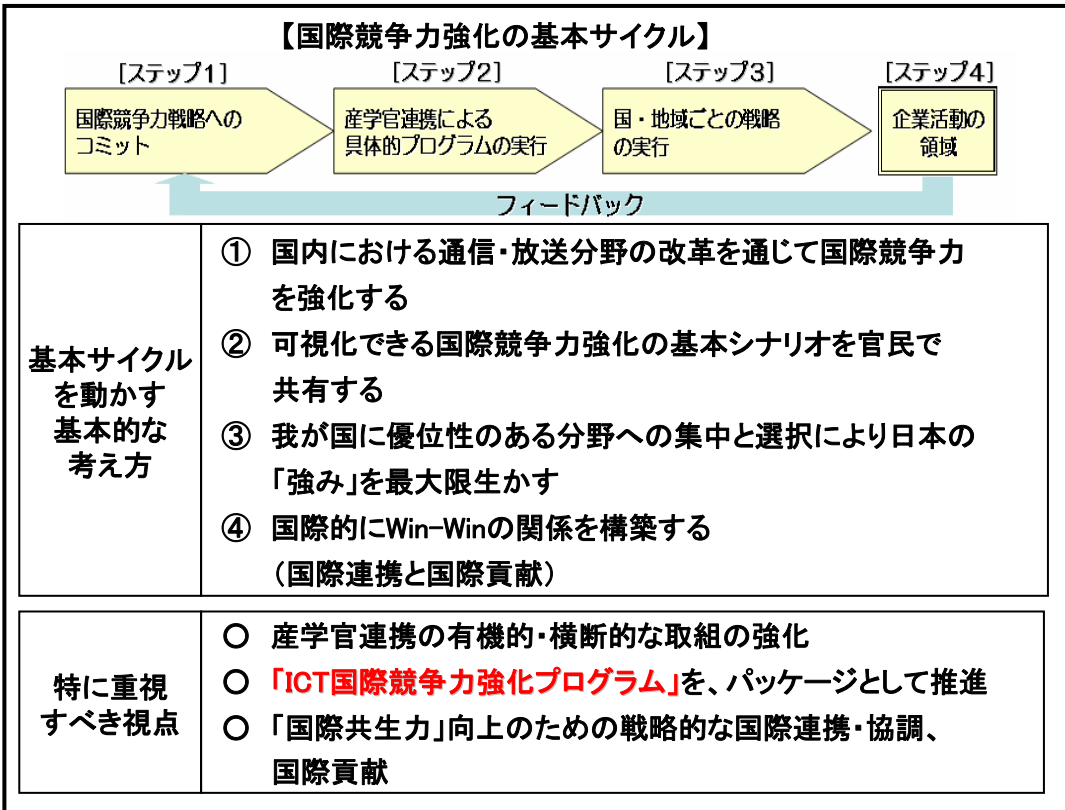 【国際競争力強化の基本サイクル】
[ステップ1]
[ステップ2]
[ステップ3]
[ステップ4]
国際競争力戦略への
コミット
産学官連携による
具体的プログラムの実行
国・地域ごとの戦略
の実行
企業活動の
領域
フィードバック
基本サイクル
を動かす
基本的な
考え方
① 国内における通信・放送分野の改革を通じて国際競争力
を強化する
② 可視化できる国際競争力強化の基本シナリオを官民で
共有する
③ 我が国に優位性のある分野への集中と選択により日本の
「強み」を最大限生かす
④ 国際的にWin-Winの関係を構築する
（国際連携と国際貢献）
特に重視
すべき視点
○ 産学官連携の有機的・横断的な取組の強化
○ 「ICT国際競争力強化プログラム」を、パッケージとして推進
○ 「国際共生力」向上のための戦略的な国際連携・協調、
国際貢献